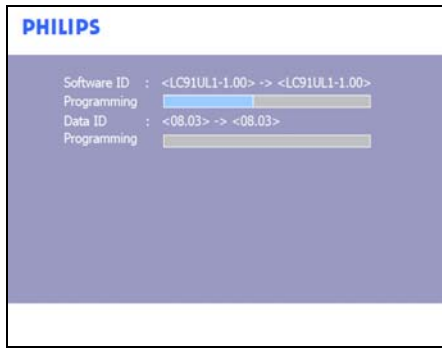 PHILIPS
Software ID : <LC91UL1-1.00> -> <LC91UL1-1.00>
Programming
Data ID : <08.03> -> <08.03>
Programming